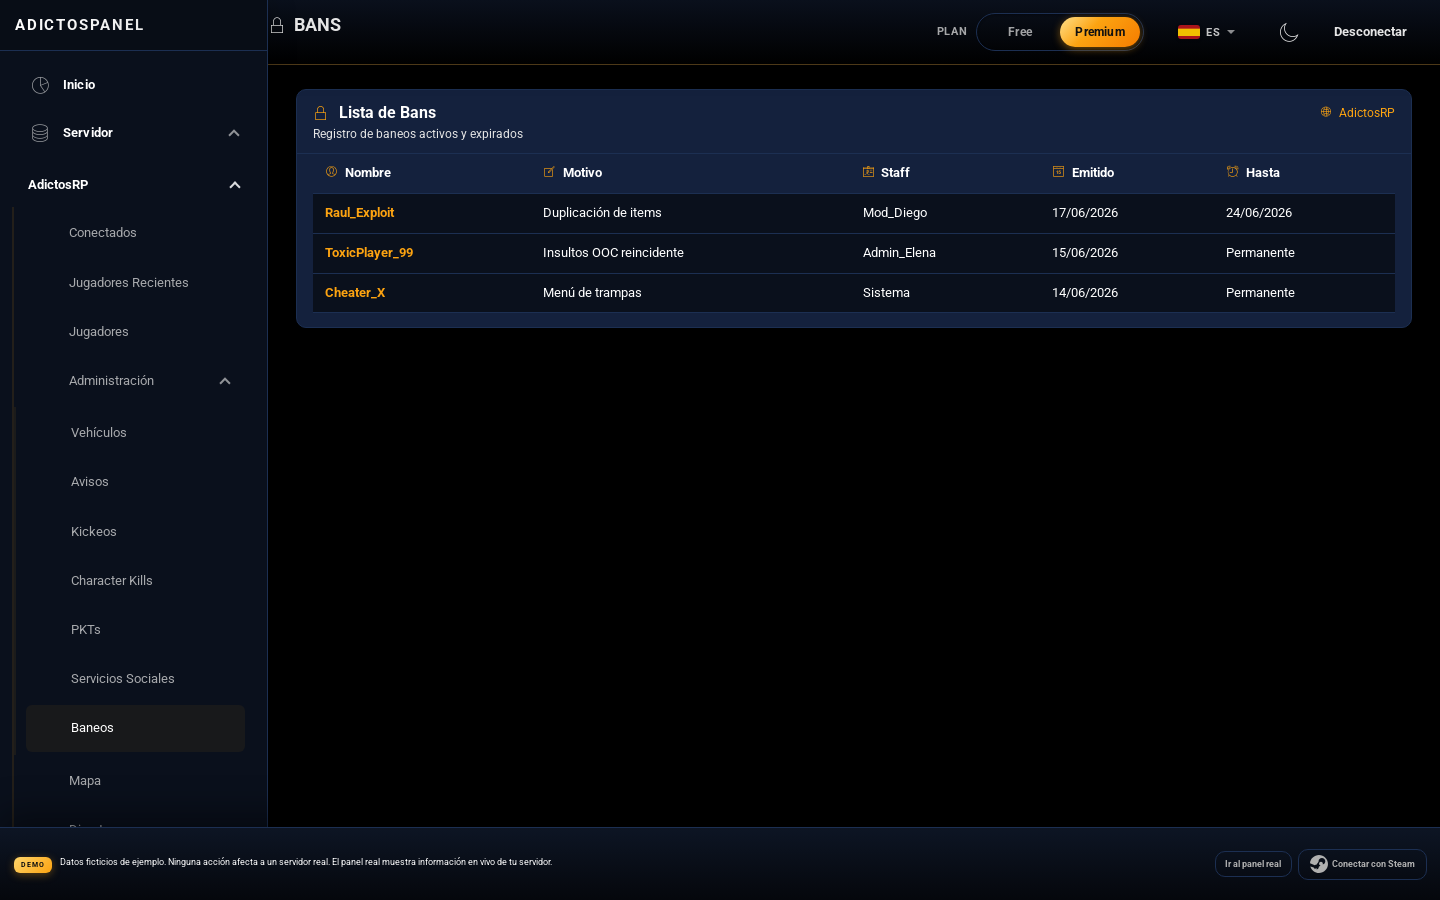 ADICTOSPANEL
BANS
PLAN
Free
Premium
ES
Desconectar
Inicio
Servidor
AdictosRP
Conectados
Jugadores Recientes
Jugadores
Administración
Vehículos
Avisos
Kickeos
Character Kills
PKTs
Servicios Sociales
Baneos
Mapa
Lista de Bans
AdictosRP
Registro de baneos activos y expirados
Nombre Motivo Staff Emitido Hasta
Raul_Exploit Duplicación de items Mod_Diego 17/06/2026 24/06/2026
ToxicPlayer_99 Insultos OOC reincidente Admin_Elena 15/06/2026 Permanente
Cheater_X Menú de trampas Sistema 14/06/2026 Permanente
DEMO
Datos ficticios de ejemplo. Ninguna acción afecta a un servidor real. El panel real muestra información en vivo de tu servidor.
Ir al panel real
Conectar con Steam